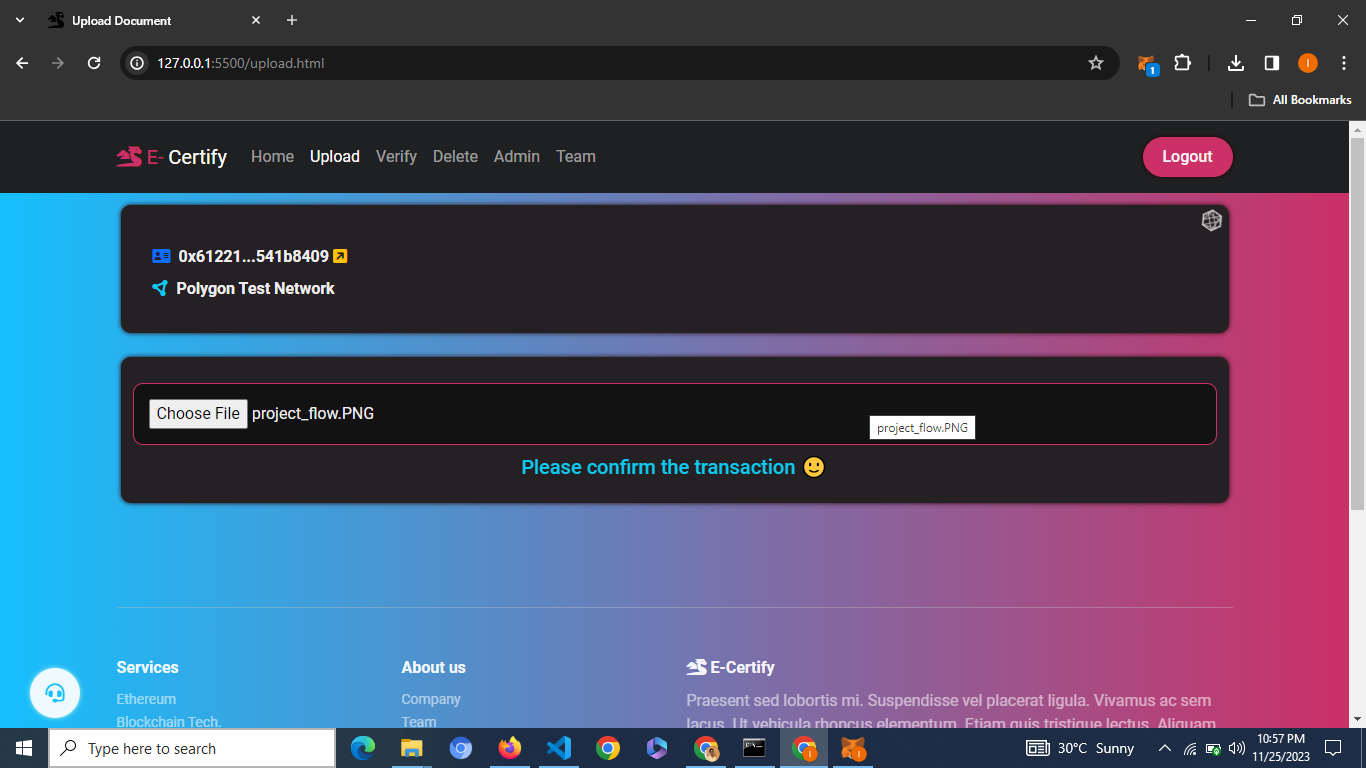 Upload Document
127.0.0.1:5500/upload.html
1
I
All Bookmarks
E- Certify Home Upload Verify Delete Admin Team Logout
0x61221...541b8409
Polygon Test Network
Choose File project_flow.PNG
project_flow.PNG
Please confirm the transaction 🙂
Services
Ethereum
Blockchain Tech.
About us
Company
Team
E-Certify
Praesent sed lobortis mi. Suspendisse vel placerat ligula. Vivamus ac sem
lacus. Ut vehicula rhoncus elementum. Etiam quis tristique lectus. Aliquam
Type here to search
30°C Sunny
10:57 PM
11/25/2023